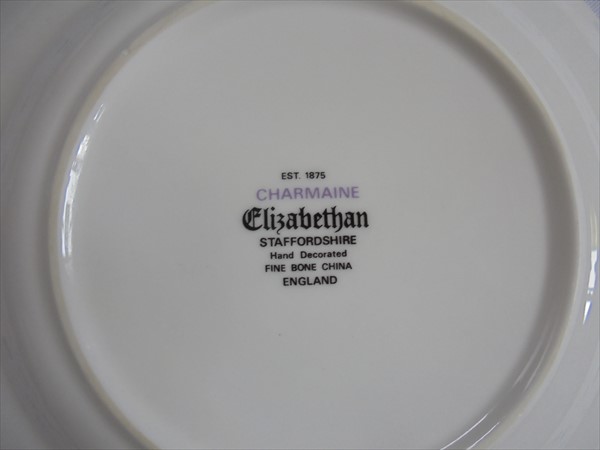 EST. 1875
CHARMAINE
Elizabethan
STAFFORDSHIRE
Hand Decorated
FINE BONE CHINA
ENGLAND